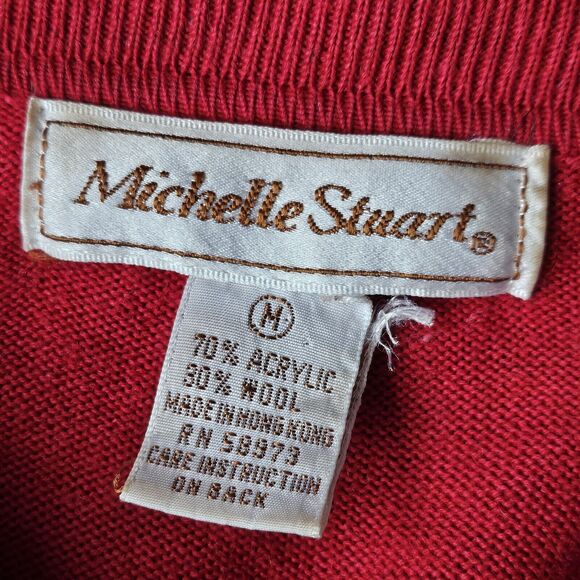 Michelle Stuart®
M
70% ACRYLIC
30% WOOL
MADE IN HONG KONG
RN 58973
CARE INSTRUCTION
ON BACK